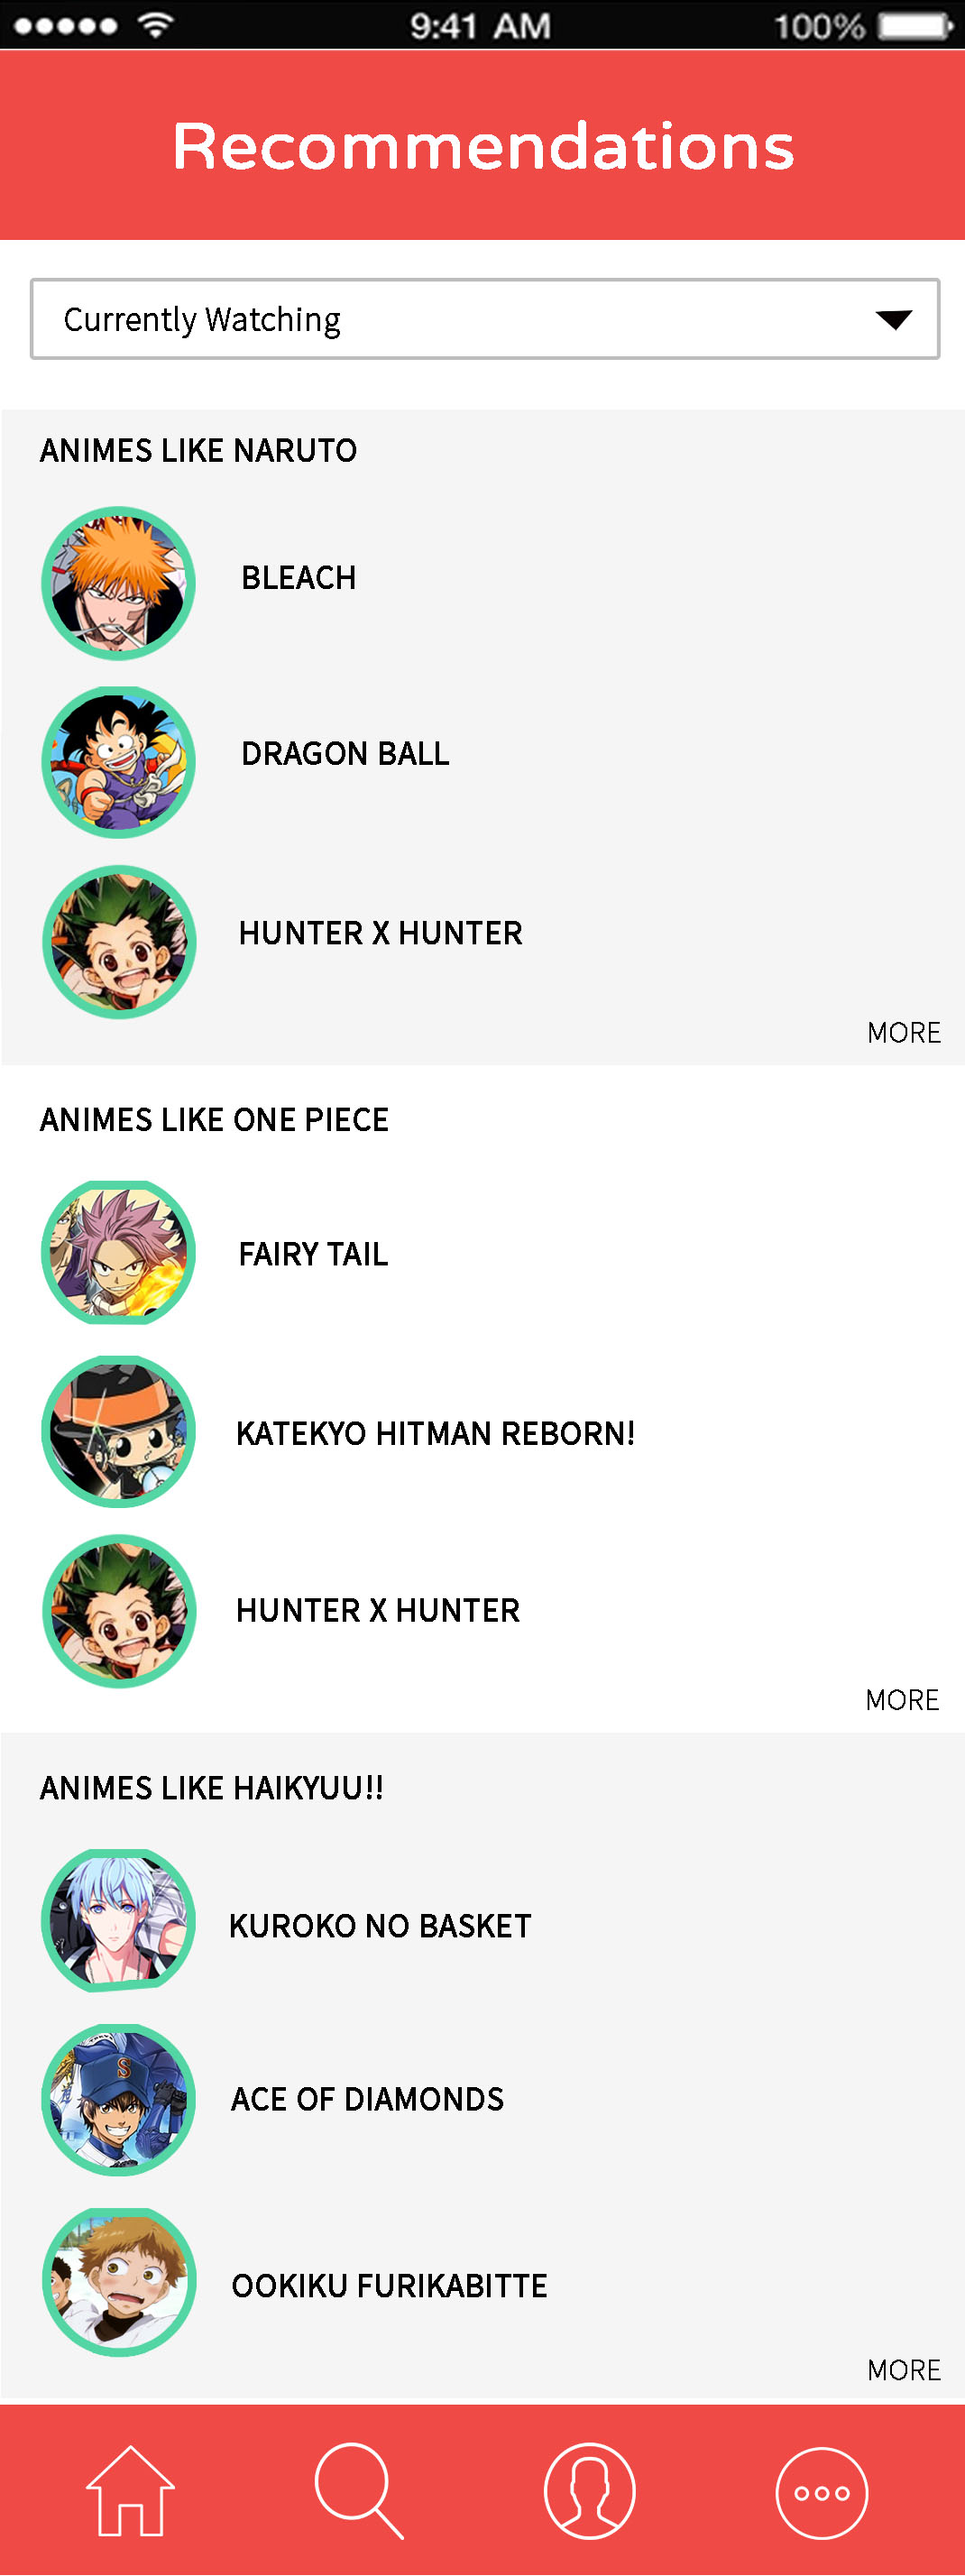 9:41 AM 100%
Recommendations
Currently Watching
ANIMES LIKE NARUTO
BLEACH
DRAGON BALL
HUNTER X HUNTER
MORE
ANIMES LIKE ONE PIECE
FAIRY TAIL
KATEKYO HITMAN REBORN!
HUNTER X HUNTER
MORE
ANIMES LIKE HAIKYUU!!
KUROKO NO BASKET
ACE OF DIAMONDS
S
OOKIKU FURIKABITTE
MORE